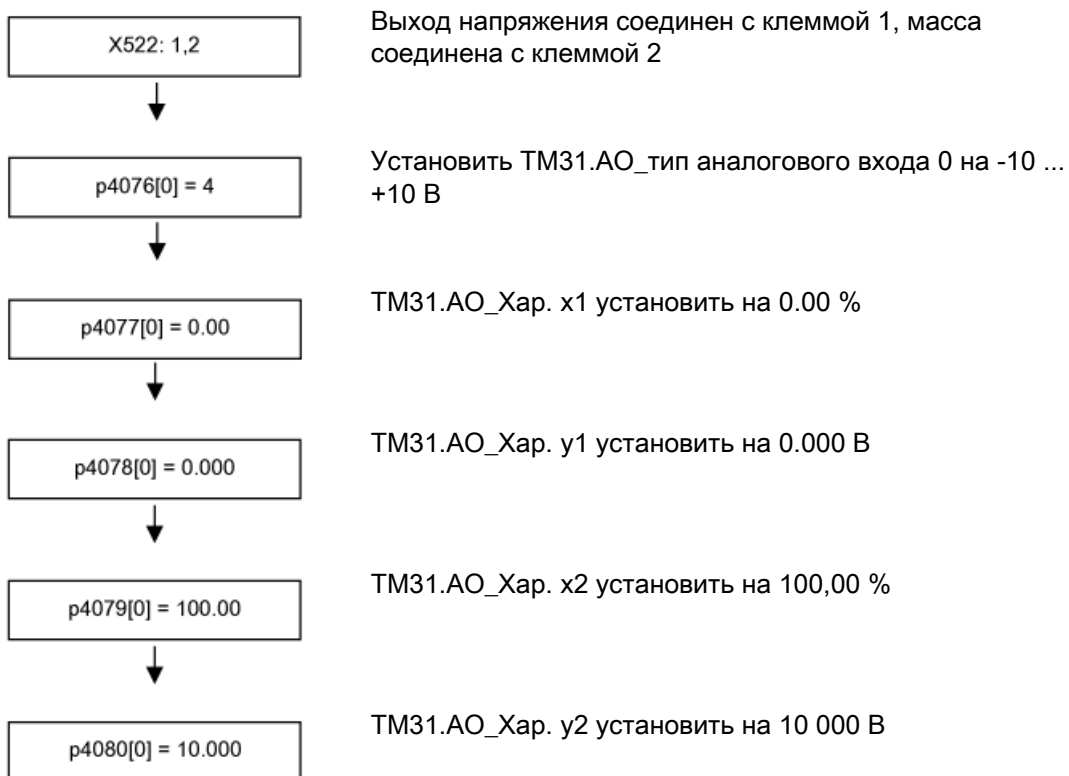 X522: 1,2
Выход напряжения соединен с клеммой 1, масса
соединена с клеммой 2
p4076[0] = 4
Установить TM31.AO_тип аналогового входа 0 на -10 ...
+10 В
p4077[0] = 0.00
TM31.AO_Хар. x1 установить на 0.00 %
p4078[0] = 0.000
TM31.AO_Хар. y1 установить на 0.000 В
p4079[0] = 100.00
TM31.AO_Хар. x2 установить на 100,00 %
p4080[0] = 10.000
TM31.AO_Хар. y2 установить на 10 000 В